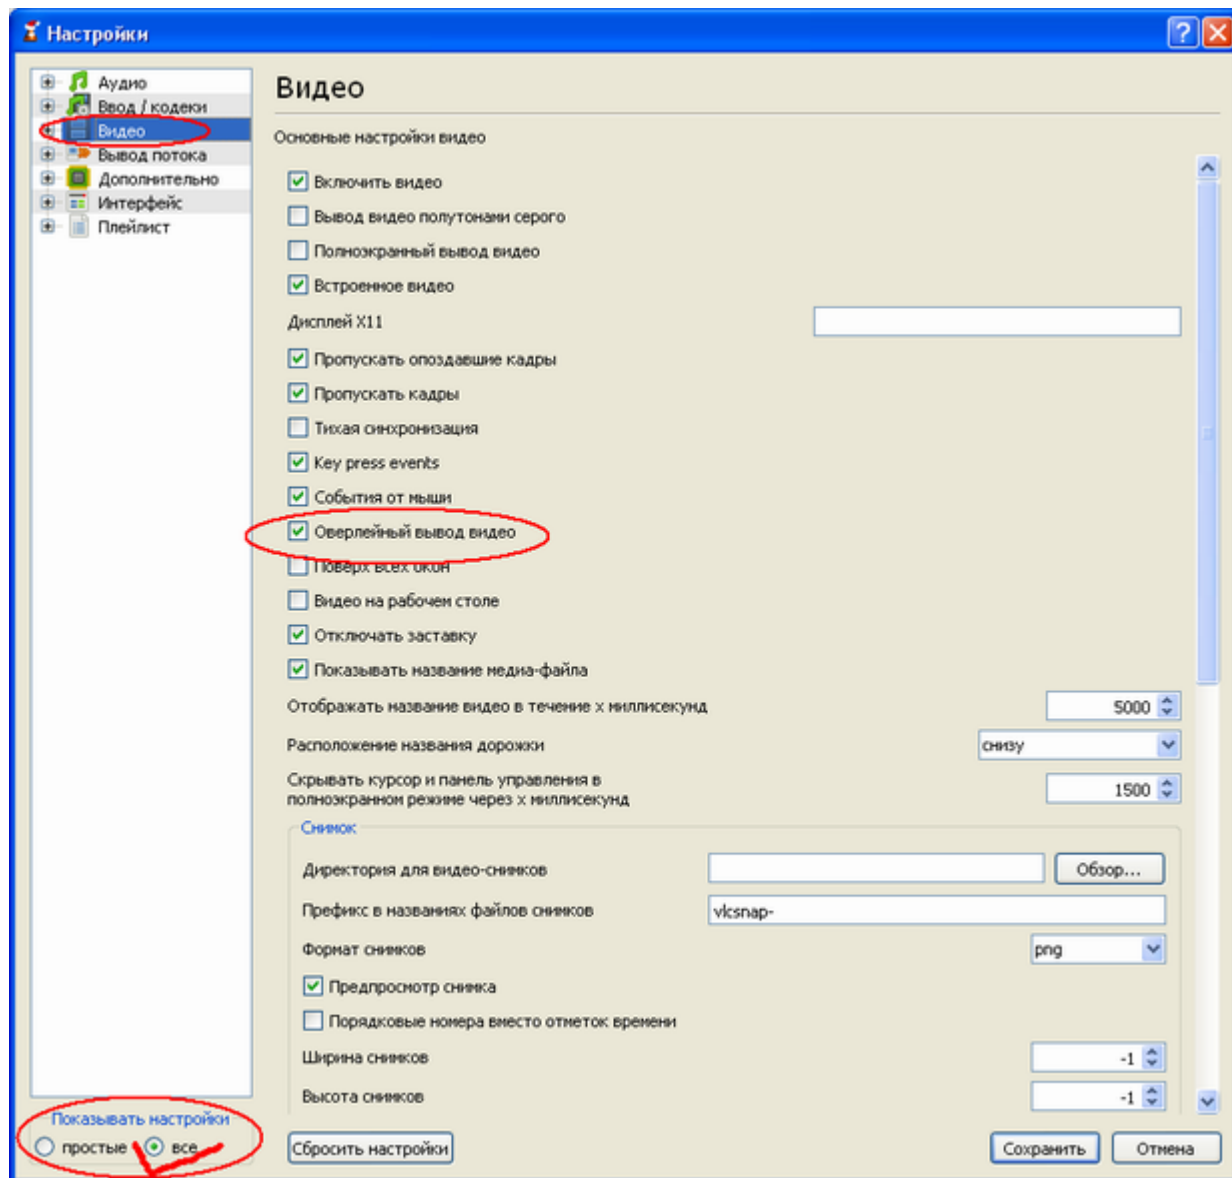 Настройки
Аудио
Ввод / кодеки
Видео
Вывод потока
Дополнительно
Интерфейс
Плейлист
Видео
Основные настройки видео
Включить видео
Вывод видео полутонами серого
Полноэкранный вывод видео
Встроенное видео
Дисплей X11
Пропускать опоздавшие кадры
Пропускать кадры
Тихая синхронизация
Key press events
События от мыши
Оверлейный вывод видео
Поверх всех окон
Видео на рабочем столе
Отключать заставку
Показывать название медиа-файла
Отображать название видео в течение x миллисекунд 5000
Расположение названия дорожки снизу
Скрывать курсор и панель управления в
полноэкранном режиме через x миллисекунд 1500
Снимок
Директория для видео-снимков Обзор...
Префикс в названиях файлов снимков vlcsnap-
Формат снимков png
Предпросмотр снимка
Порядковые номера вместо отметок времени
Ширина снимков -1
Высота снимков -1
Показывать настройки
простые все
Сбросить настройки Сохранить Отмена